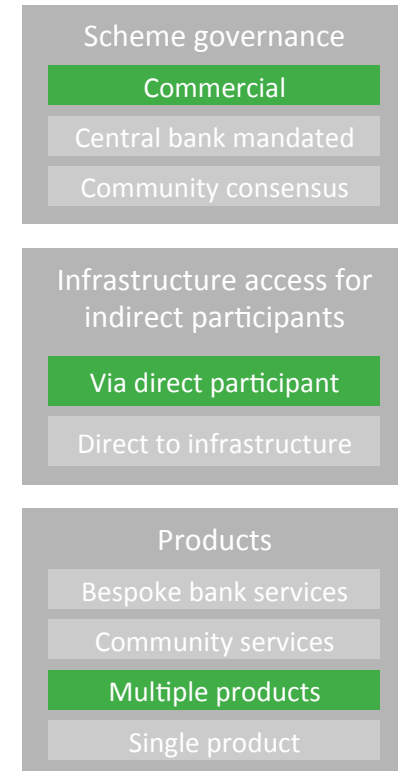 Scheme governance
Commercial
Central bank mandated
Community consensus
Infrastructure access for
indirect participants
Via direct participant
Direct to infrastructure
Products
Bespoke bank services
Community services
Multiple products
Single product